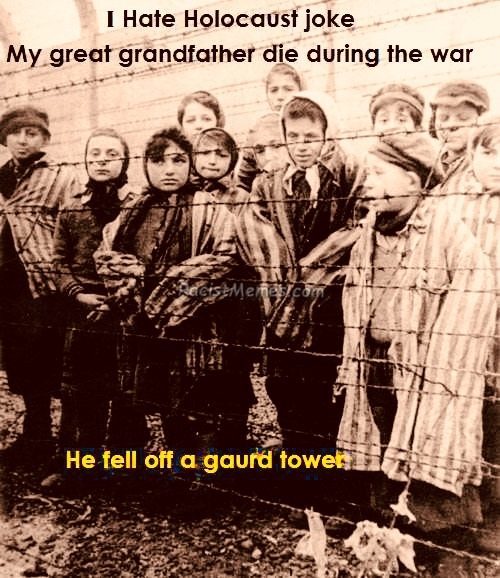 I Hate Holocaust joke
My great grandfather die during the war
RacistMemes.com
He fell off a gaurd tower